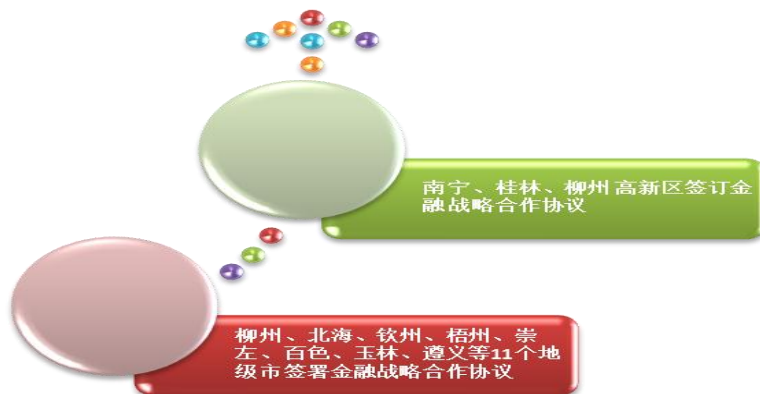 南宁、桂林、柳州高新区签订金
融战略合作协议
柳州、北海、钦州、梧州、崇
左、百色、玉林、遵义等11个地
级市签署金融战略合作协议